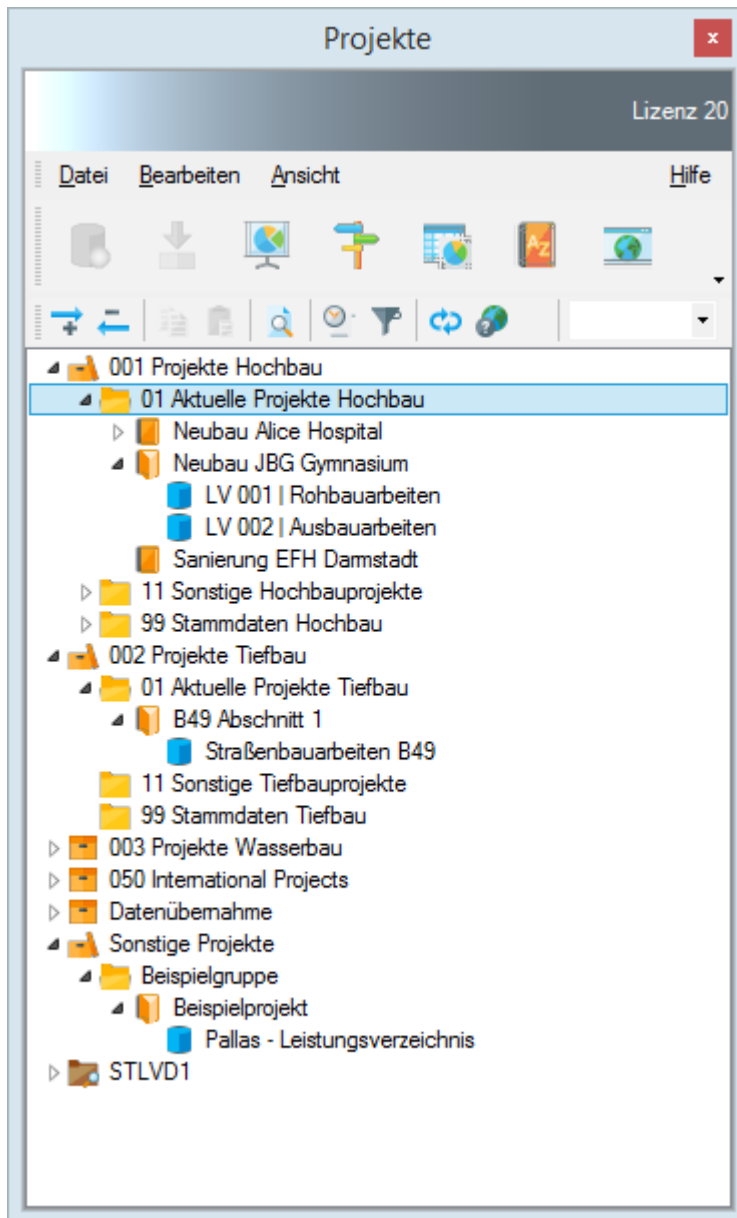 Projekte
x
Lizenz 20
Datei Bearbeiten Ansicht Hilfe
AZ
?
001 Projekte Hochbau
01 Aktuelle Projekte Hochbau
Neubau Alice Hospital
Neubau JBG Gymnasium
LV 001 | Rohbauarbeiten
LV 002 | Ausbauarbeiten
Sanierung EFH Darmstadt
11 Sonstige Hochbauprojekte
99 Stammdaten Hochbau
002 Projekte Tiefbau
01 Aktuelle Projekte Tiefbau
B49 Abschnitt 1
Straßenbauarbeiten B49
11 Sonstige Tiefbauprojekte
99 Stammdaten Tiefbau
003 Projekte Wasserbau
050 International Projects
Datenübernahme
Sonstige Projekte
Beispielgruppe
Beispielprojekt
Pallas - Leistungsverzeichnis
STLVD1